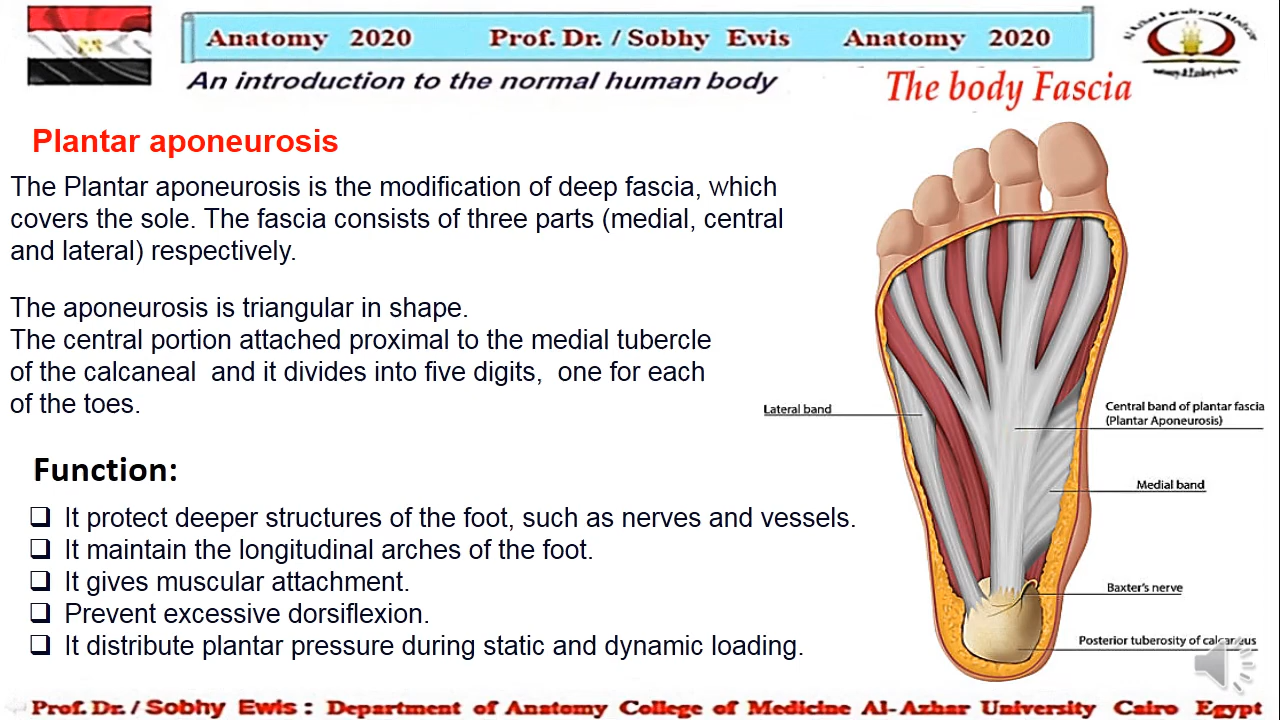 Anatomy 2020 Prof. Dr. / Sobhy Ewis Anatomy 2020
An introduction to the normal human body
The body Fascia
Plantar aponeurosis
The Plantar aponeurosis is the modification of deep fascia, which
covers the sole. The fascia consists of three parts (medial, central
and lateral) respectively.
The aponeurosis is triangular in shape.
The central portion attached proximal to the medial tubercle
of the calcaneal and it divides into five digits, one for each
of the toes.
Function:
❑ It protect deeper structures of the foot, such as nerves and vessels.
❑ It maintain the longitudinal arches of the foot.
❑ It gives muscular attachment.
❑ Prevent excessive dorsiflexion.
❑ It distribute plantar pressure during static and dynamic loading.
Lateral band
Central band of plantar fascia
(Plantar Aponeurosis)
Medial band
Baxter's nerve
Posterior tuberosity of calcaneus
Prof. Dr. / Sobhy Ewis : Department of Anatomy College of Medicine Al-Azhar University Cairo Egypt